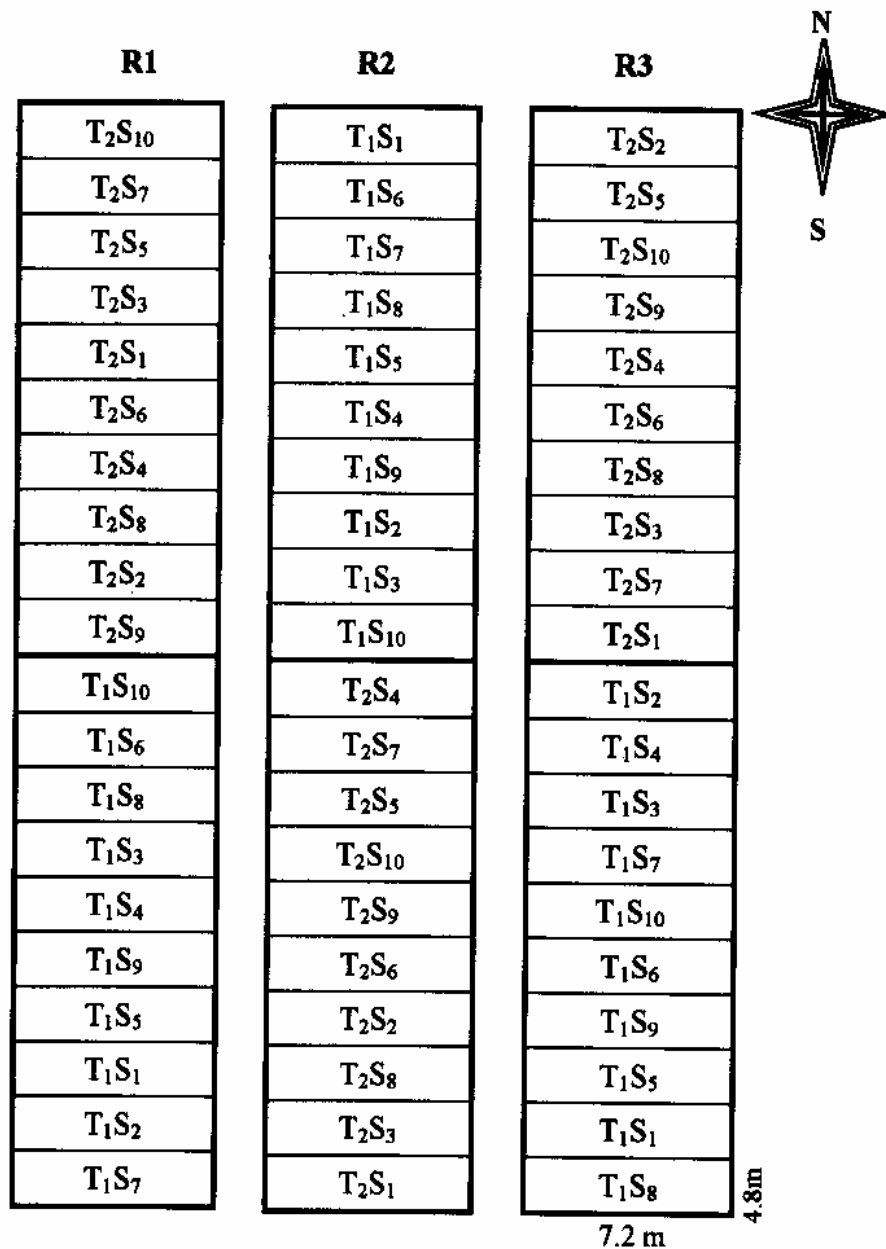 N
R1 R2 R3
S
T₂S₁₀ T₁S₁ T₂S₂
T₂S₇ T₁S₆ T₂S₅
T₂S₅ T₁S₇ T₂S₁₀
T₂S₃ T₁S₈ T₂S₉
T₂S₁ T₁S₅ T₂S₄
T₂S₆ T₁S₄ T₂S₆
T₂S₄ T₁S₉ T₂S₈
T₂S₈ T₁S₂ T₂S₃
T₂S₂ T₁S₃ T₂S₇
T₂S₉ T₁S₁₀ T₂S₁
T₁S₁₀ T₂S₄ T₁S₂
T₁S₆ T₂S₇ T₁S₄
T₁S₈ T₂S₅ T₁S₃
T₁S₃ T₂S₁₀ T₁S₇
T₁S₄ T₂S₉ T₁S₁₀
T₁S₉ T₂S₆ T₁S₆
T₁S₅ T₂S₂ T₁S₉
T₁S₁ T₂S₈ T₁S₅
T₁S₂ T₂S₃ T₁S₁
T₁S₇ T₂S₁ T₁S₈
4.8m
7.2 m